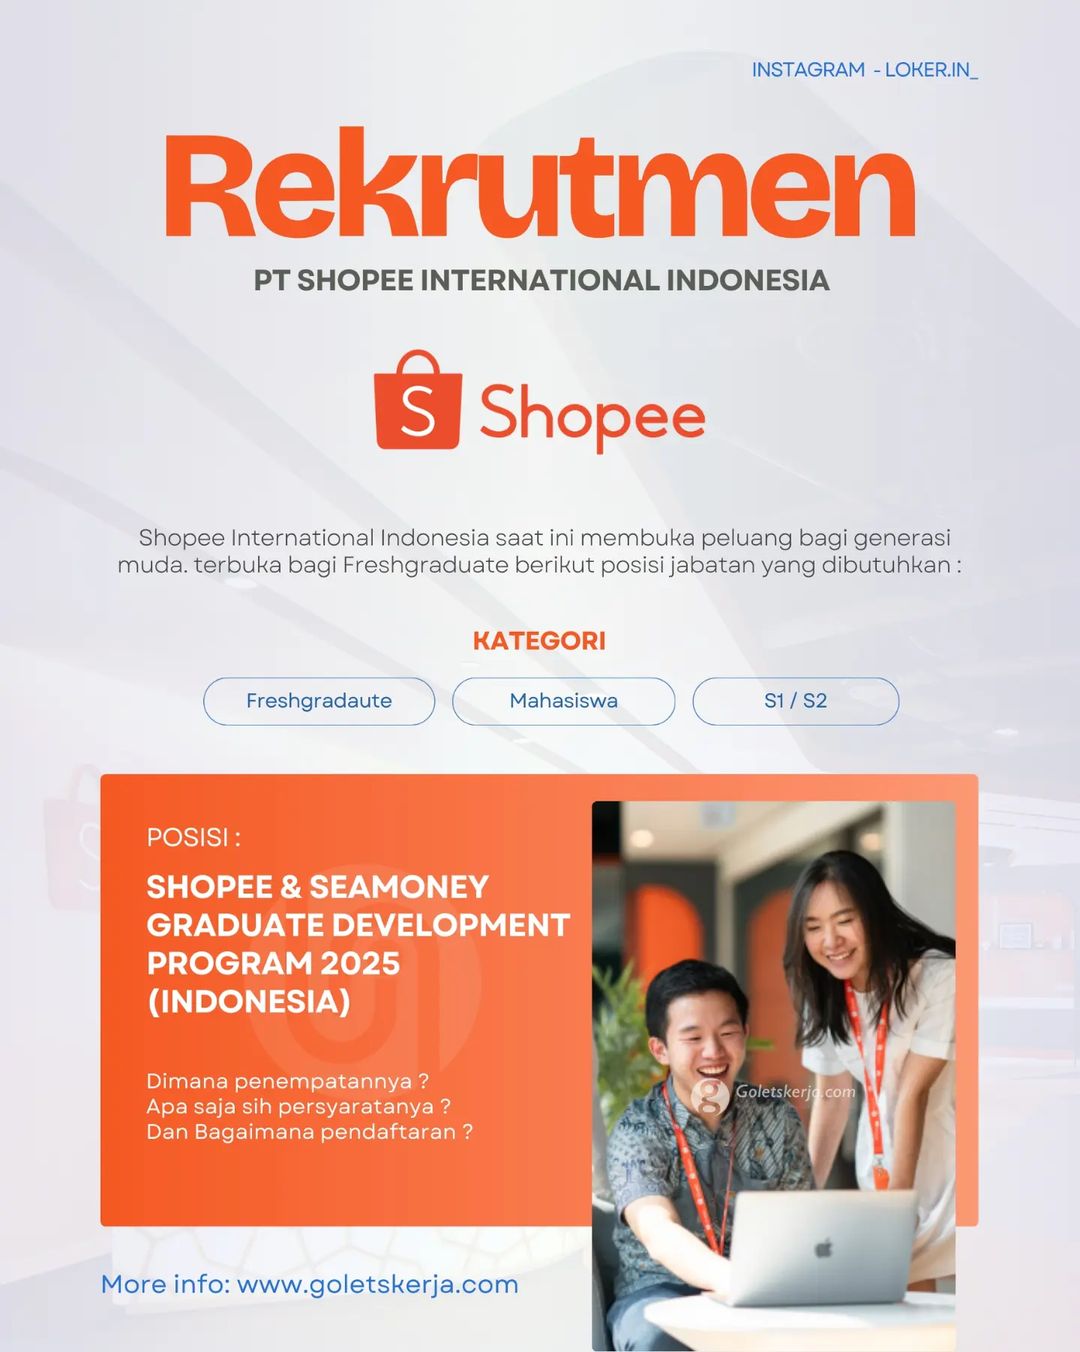 INSTAGRAM - LOKER.IN_
Rekrutmen
PT SHOPEE INTERNATIONAL INDONESIA
S Shopee
Shopee International Indonesia saat ini membuka peluang bagi generasi
muda. terbuka bagi Freshgraduate berikut posisi jabatan yang dibutuhkan :
KATEGORI
Freshgradaute
Mahasiswa
S1 / S2
POSISI :
SHOPEE & SEAMONEY
GRADUATE DEVELOPMENT
PROGRAM 2025
(INDONESIA)
Dimana penempatannya ?
Apa saja sih persyaratanya ?
Dan Bagaimana pendaftaran ?
g Goletskerja.com
More info: www.goletskerja.com